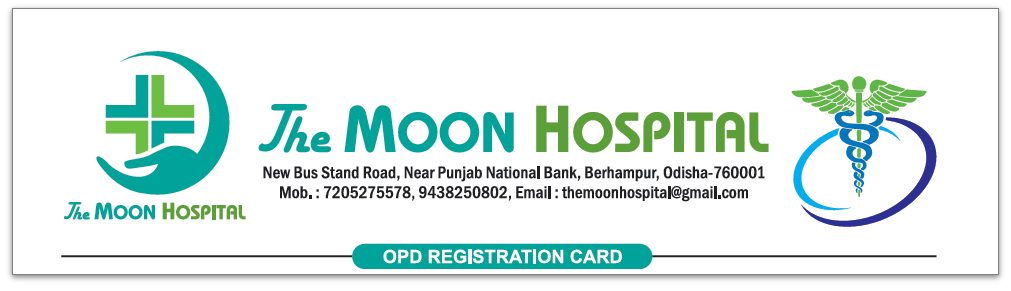 The MOON HOSPITAL
The MOON HOSPITAL
New Bus Stand Road, Near Punjab National Bank, Berhampur, Odisha-760001
Mob. : 7205275578, 9438250802, Email : themoonhospital@gmail.com
OPD REGISTRATION CARD